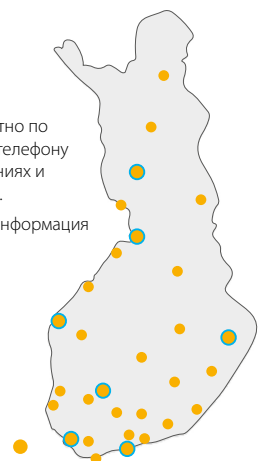 тно по
телефону
ниях и
.
нформация